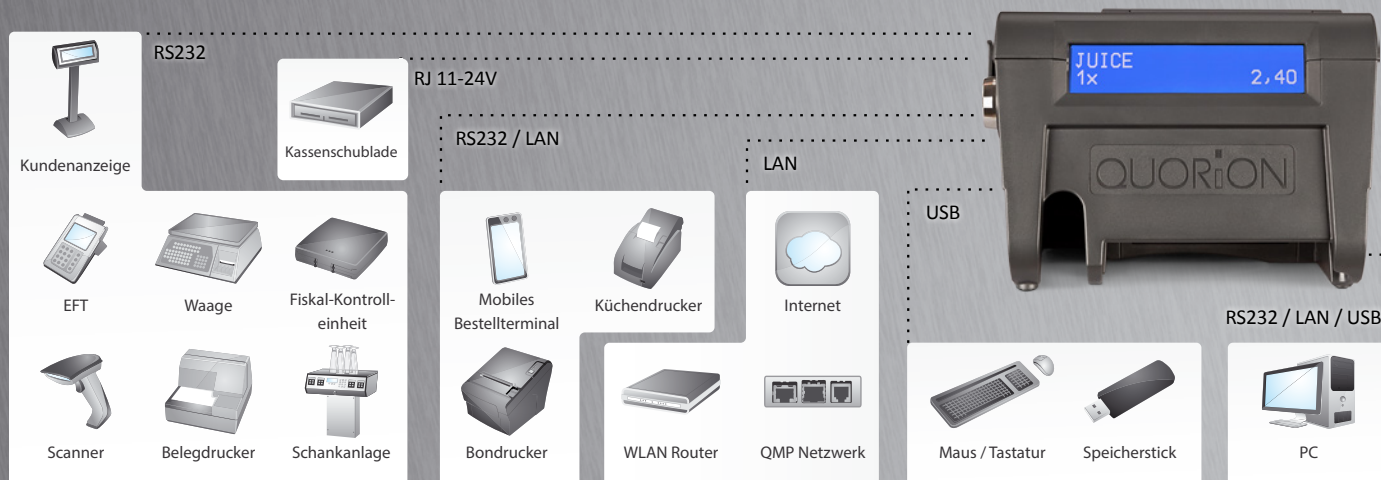 RS232
Kundenanzeige
RJ 11-24V
Kassenschublade
RS232 / LAN
LAN
USB
JUICE
1x 2,40
QUORiON
RS232 / LAN / USB
EFT
Waage
Fiskal-Kontroll-
einheit
Mobiles
Bestellterminal
Küchendrucker
Internet
Scanner
Belegdrucker
Schankanlage
Bondrucker
WLAN Router
QMP Netzwerk
Maus / Tastatur
Speicherstick
PC